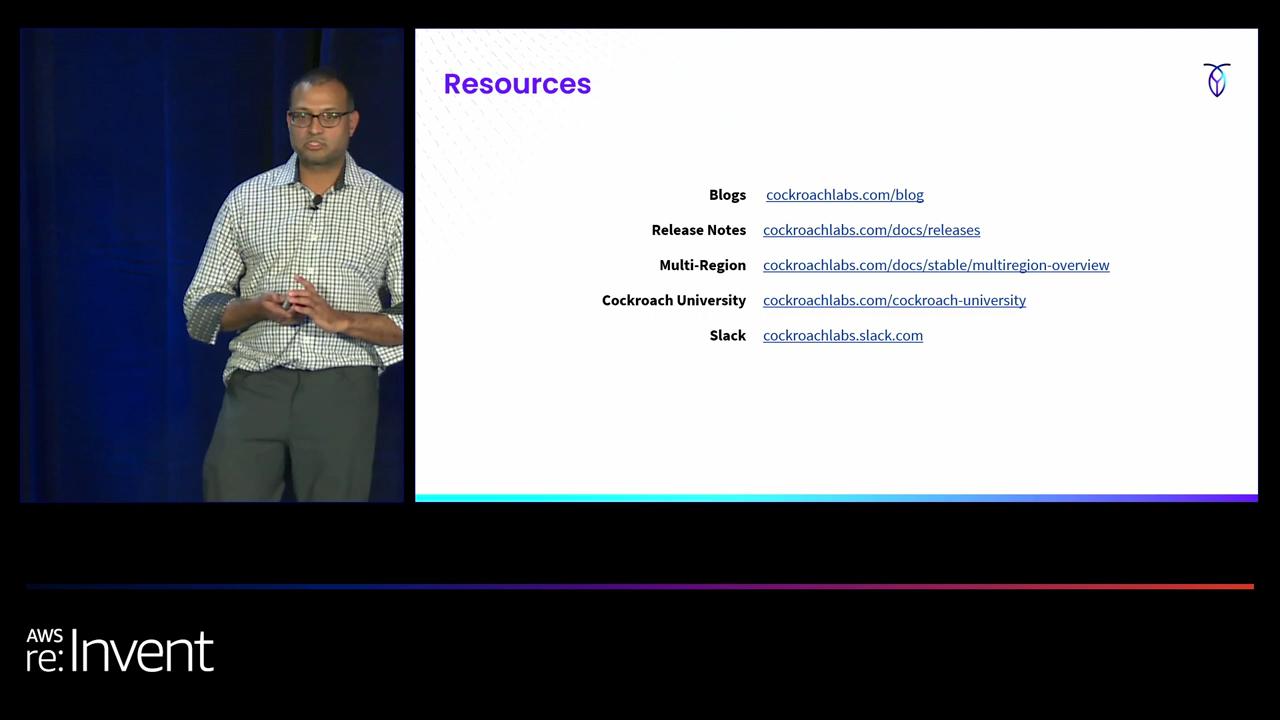 Resources
Blogs cockroachlabs.com/blog
Release Notes cockroachlabs.com/docs/releases
Multi-Region cockroachlabs.com/docs/stable/multiregion-overview
Cockroach University cockroachlabs.com/cockroach-university
Slack cockroachlabs.slack.com
AWS
re:Invent